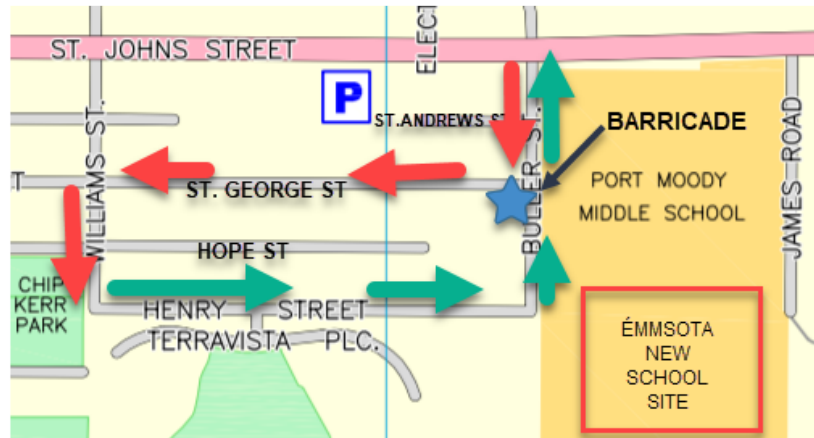 ST. JOHNS STREET
ELECT
WILLIAMS ST.
P
ST.ANDREWS S
BULLER ST.
BARRICADE
JAMES ROAD
T
ST. GEORGE ST
PORT MOODY
MIDDLE SCHOOL
HOPE ST
CHIP
KERR
PARK
HENRY STREET
TERRAVISTA PLC.
ÉMMSOTA
NEW
SCHOOL
SITE